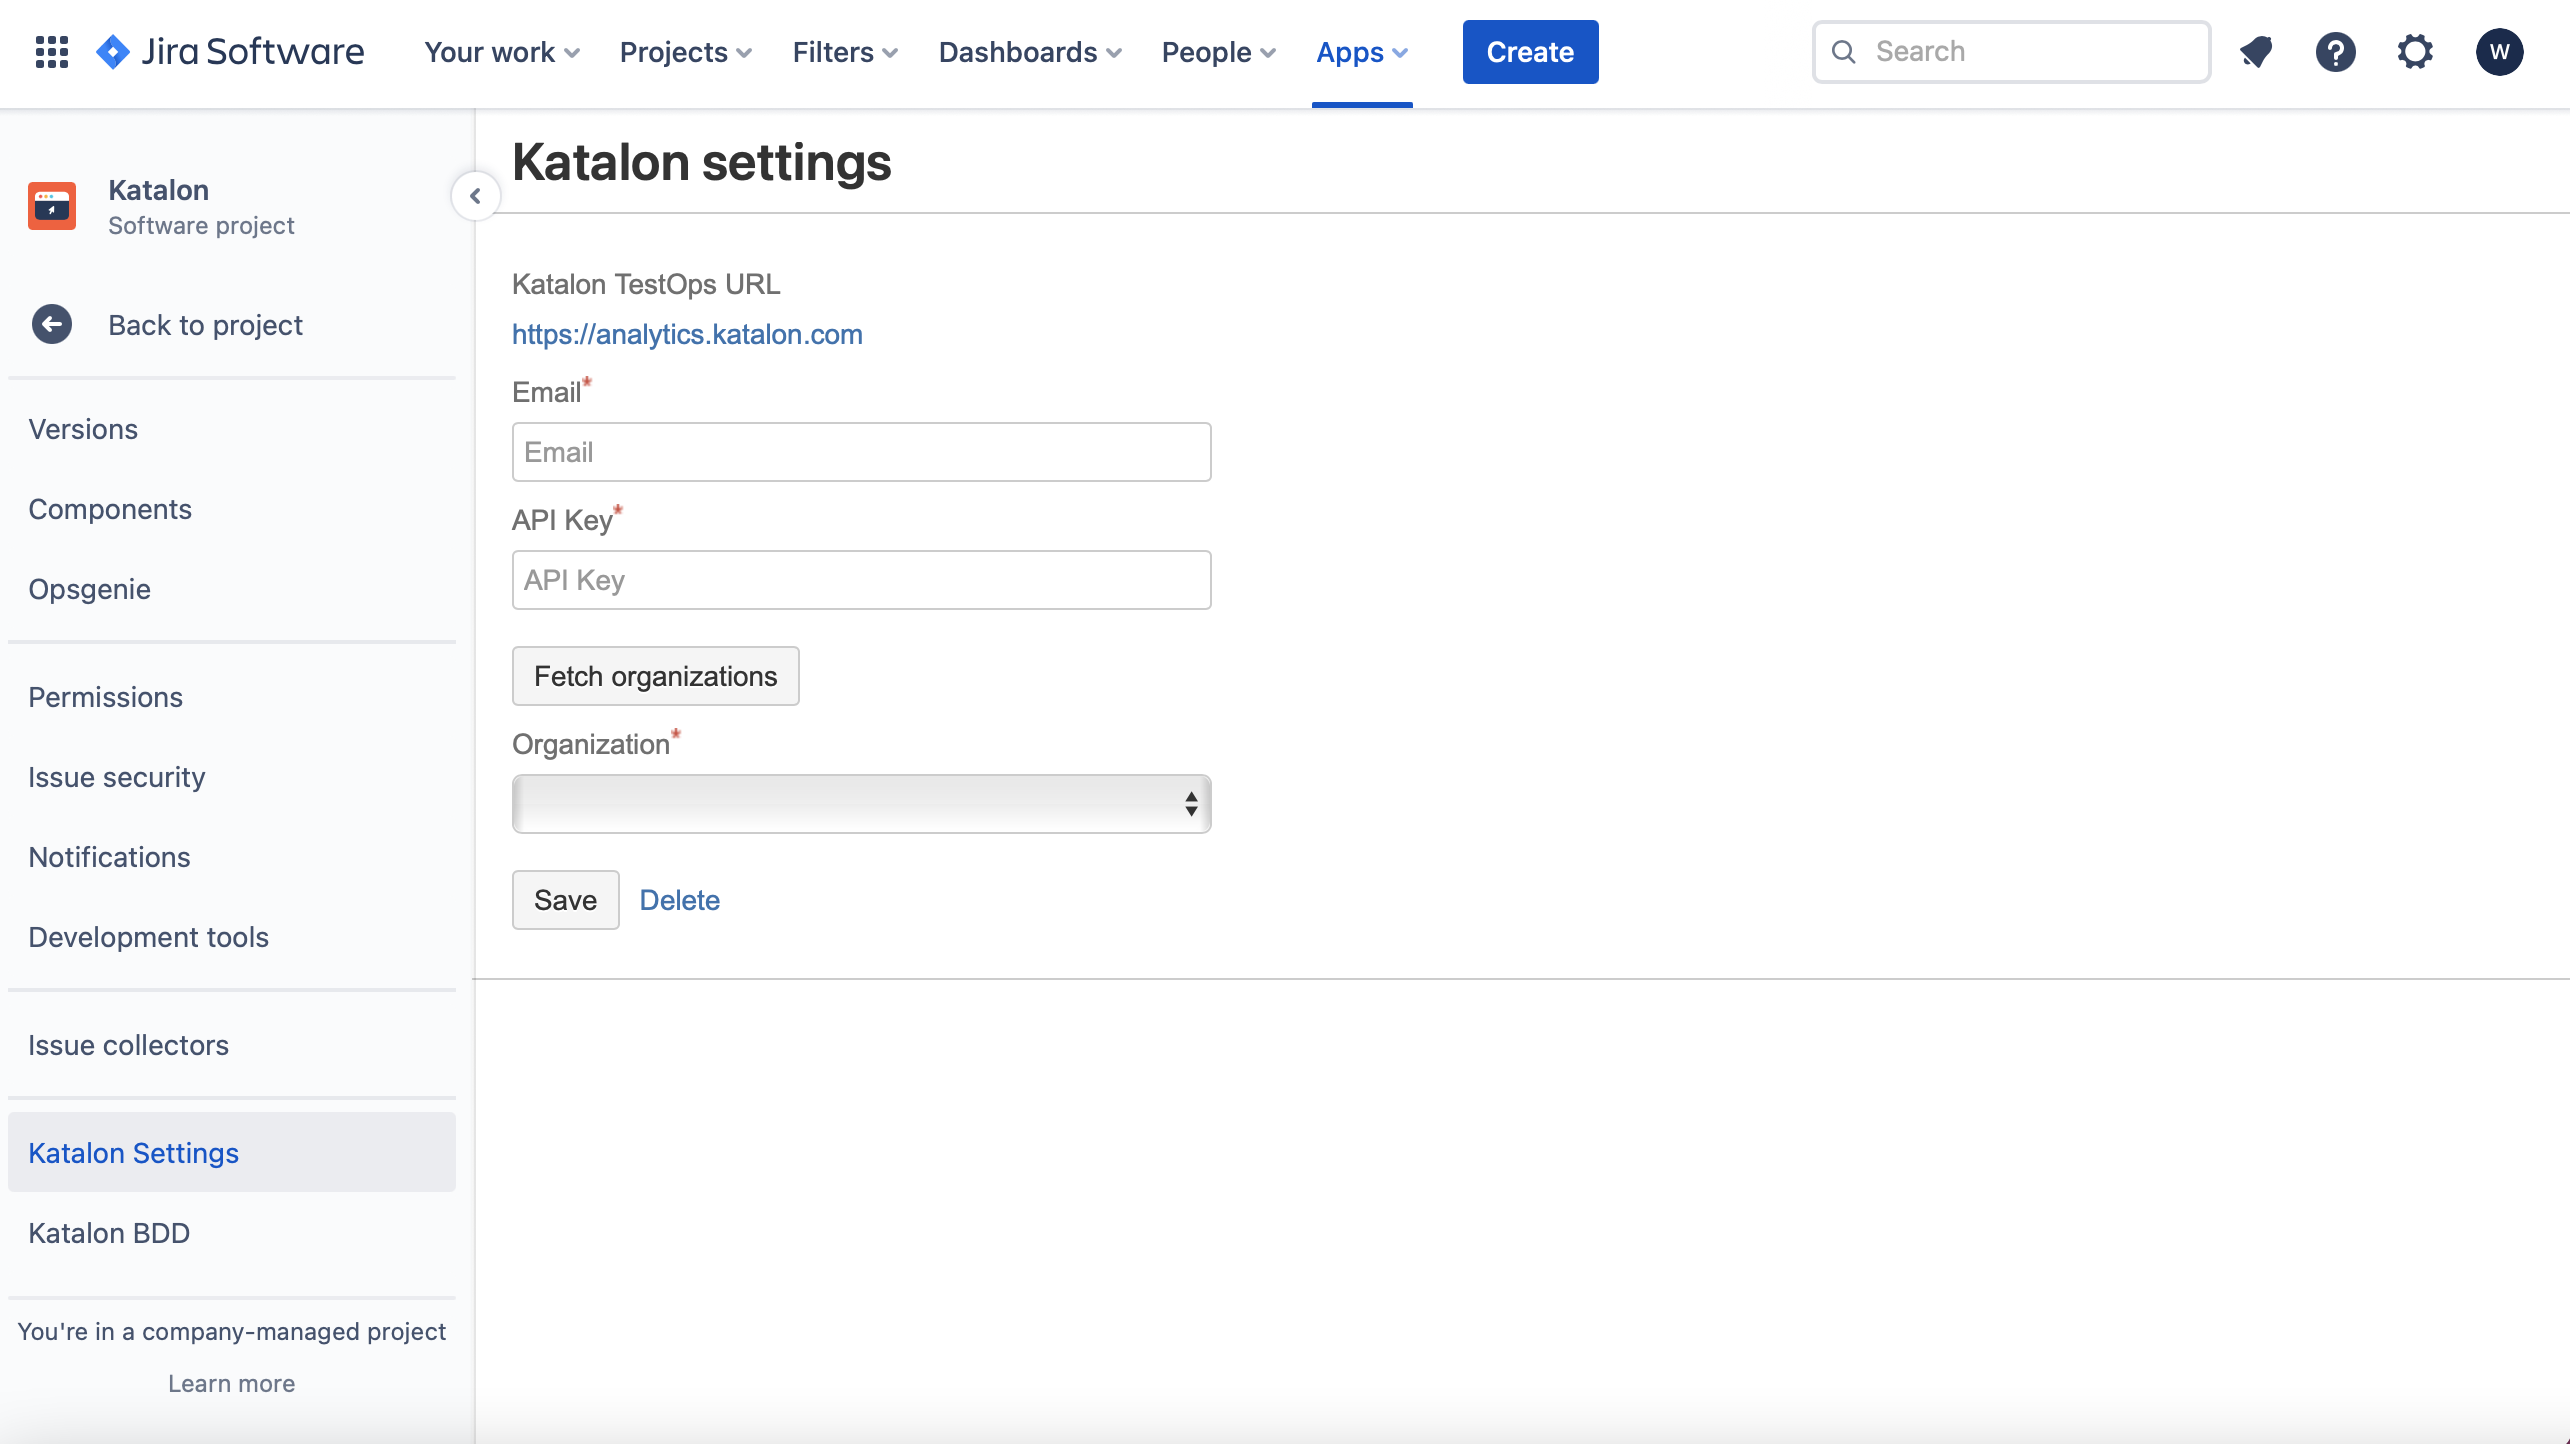 Jira Software
Your work
Projects
Filters
Dashboards
People
Apps
Create
Search
W
Katalon
Software project
Back to project
Versions
Components
Opsgenie
Permissions
Issue security
Notifications
Development tools
Issue collectors
Katalon Settings
Katalon BDD
You're in a company-managed project
Learn more
Katalon settings
Katalon TestOps URL
https://analytics.katalon.com
Email*
Email
API Key*
API Key
Fetch organizations
Organization*
Save Delete